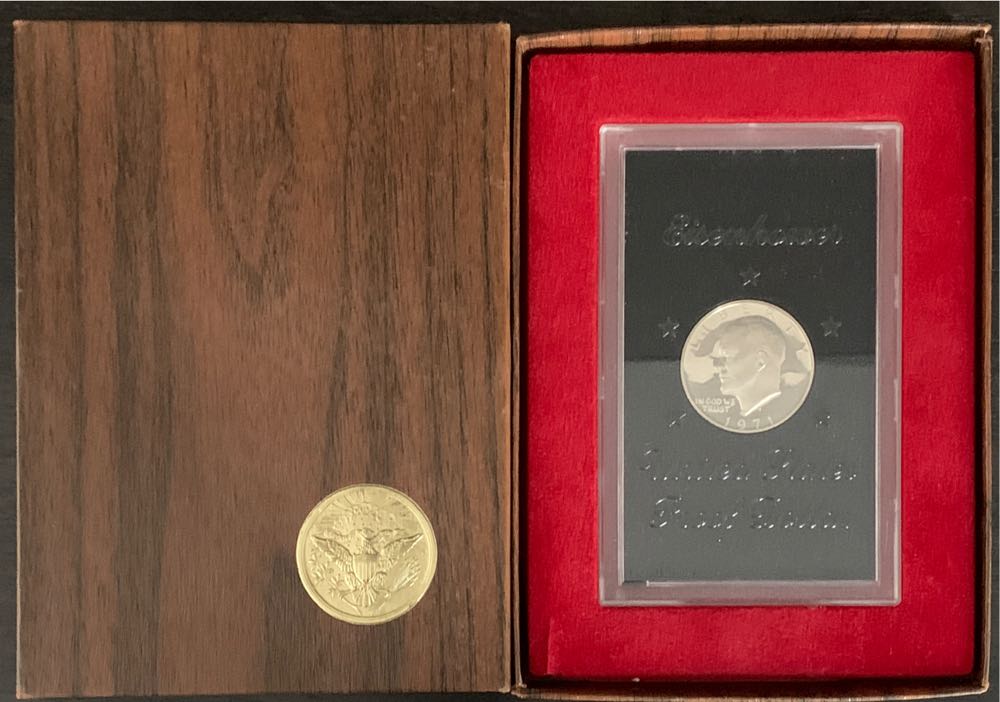 Eisenhower
LIBERTY
IN GOD WE
TRUST
1971
United States
Proof Dollar